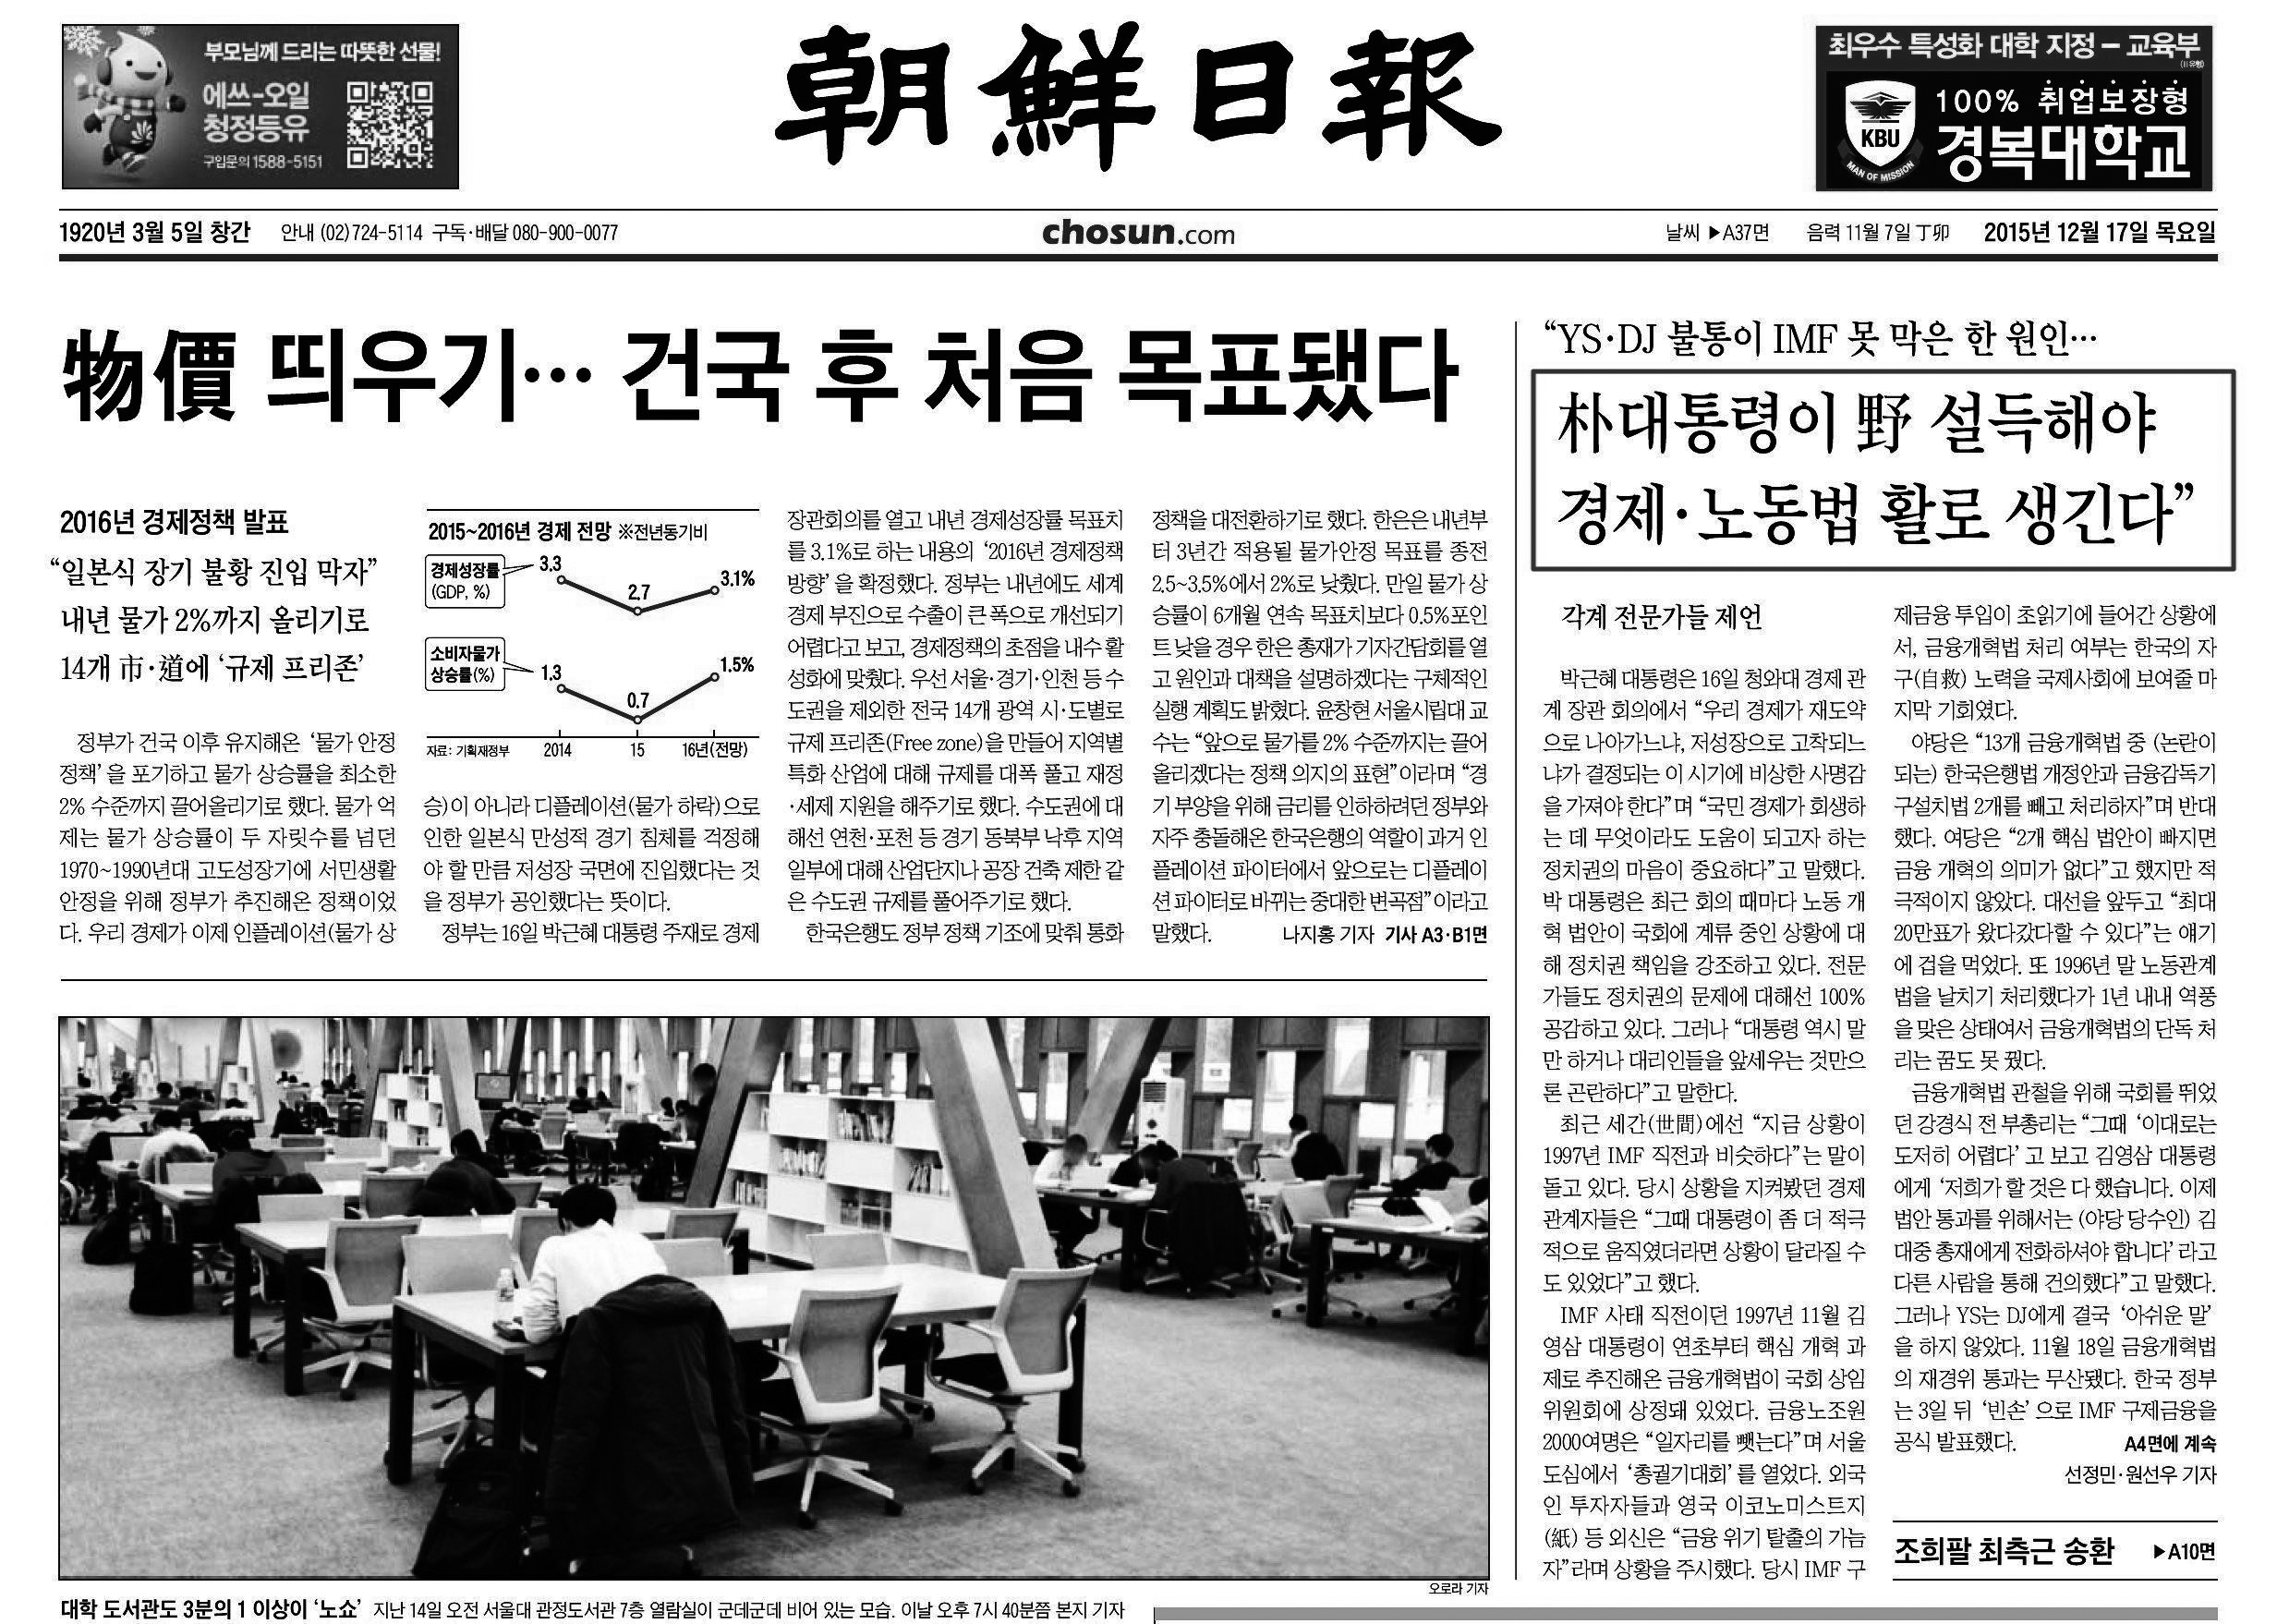 부모님께 드리는 따뜻한 선물!
에쓰-오일
청정등유
구입문의 1588-5151
朝鮮日報
최우수 특성화 대학 지정 – 교육부
(II유형)
100% 취업보장형
KBU
MAN OF MISSION
경복대학교
1920년 3월 5일 창간 안내 (02)724-5114 구독·배달 080-900-0077
chosun.com
날씨 ▶A37면 음력 11월 7일 丁卯 2015년 12월 17일 목요일
物價 띄우기… 건국 후 처음 목표됐다
2016년 경제정책 발표
“일본식 장기 불황 진입 막자”
내년 물가 2%까지 올리기로
14개 市·道에 ‘규제 프리존’
정부가 건국 이후 유지해온 ‘물가 안정
정책’을 포기하고 물가 상승률을 최소한
2% 수준까지 끌어올리기로 했다. 물가 억
제는 물가 상승률이 두 자릿수를 넘던
1970~1990년대 고도성장기에 서민생활
안정을 위해 정부가 추진해온 정책이었
다. 우리 경제가 이제 인플레이션(물가 상
2015~2016년 경제 전망 ※전년동기비
경제성장률
(GDP, %)
3.3
2.7
3.1%
소비자물가
상승률(%)
1.3
0.7
1.5%
자료: 기획재정부 2014 15 16년(전망)
승)이 아니라 디플레이션(물가 하락)으로
인한 일본식 만성적 경기 침체를 걱정해
야 할 만큼 저성장 국면에 진입했다는 것
을 정부가 공인했다는 뜻이다.
정부는 16일 박근혜 대통령 주재로 경제
장관회의를 열고 내년 경제성장률 목표치
를 3.1%로 하는 내용의 ‘2016년 경제정책
방향’을 확정했다. 정부는 내년에도 세계
경제 부진으로 수출이 큰 폭으로 개선되기
어렵다고 보고, 경제정책의 초점을 내수 활
성화에 맞췄다. 우선 서울·경기·인천 등 수
도권을 제외한 전국 14개 광역 시·도별로
규제 프리존(Free zone)을 만들어 지역별
특화 산업에 대해 규제를 대폭 풀고 재정
·세제 지원을 해주기로 했다. 수도권에 대
해선 연천·포천 등 경기 동북부 낙후 지역
일부에 대해 산업단지나 공장 건축 제한 같
은 수도권 규제를 풀어주기로 했다.
한국은행도 정부 정책 기조에 맞춰 통화
정책을 대전환하기로 했다. 한은은 내년부
터 3년간 적용될 물가안정 목표를 종전
2.5~3.5%에서 2%로 낮췄다. 만일 물가 상
승률이 6개월 연속 목표치보다 0.5%포인
트 낮을 경우 한은 총재가 기자간담회를 열
고 원인과 대책을 설명하겠다는 구체적인
실행 계획도 밝혔다. 윤창현 서울시립대 교
수는 “앞으로 물가를 2% 수준까지는 끌어
올리겠다는 정책 의지의 표현”이라며 “경
기 부양을 위해 금리를 인하하려던 정부와
자주 충돌해온 한국은행의 역할이 과거 인
플레이션 파이터에서 앞으로는 디플레이
션 파이터로 바뀌는 중대한 변곡점”이라고
말했다. 나지홍 기자 기사 A3·B1면
오로라 기자
대학 도서관도 3분의 1 이상이 ‘노쇼’ 지난 14일 오전 서울대 관정도서관 7층 열람실이 군데군데 비어 있는 모습. 이날 오후 7시 40분쯤 본지 기자
“YS·DJ 불통이 IMF 못 막은 한 원인…
朴대통령이 野 설득해야
경제·노동법 활로 생긴다”
각계 전문가들 제언
박근혜 대통령은 16일 청와대 경제 관
계 장관 회의에서 “우리 경제가 재도약
으로 나아가느냐, 저성장으로 고착되느
냐가 결정되는 이 시기에 비상한 사명감
을 가져야 한다”며 “국민 경제가 회생하
는 데 무엇이라도 도움이 되고자 하는
정치권의 마음이 중요하다”고 말했다.
박 대통령은 최근 회의 때마다 노동 개
혁 법안이 국회에 계류 중인 상황에 대
해 정치권 책임을 강조하고 있다. 전문
가들도 정치권의 문제에 대해선 100%
공감하고 있다. 그러나 “대통령 역시 말
만 하거나 대리인들을 앞세우는 것만으
론 곤란하다”고 말한다.
최근 세간(世間)에선 “지금 상황이
1997년 IMF 직전과 비슷하다”는 말이
돌고 있다. 당시 상황을 지켜봤던 경제
관계자들은 “그때 대통령이 좀 더 적극
적으로 움직였더라면 상황이 달라질 수
도 있었다”고 했다.
IMF 사태 직전이던 1997년 11월 김
영삼 대통령이 연초부터 핵심 개혁 과
제로 추진해온 금융개혁법이 국회 상임
위원회에 상정돼 있었다. 금융노조원
2000여명은 “일자리를 뺏는다”며 서울
도심에서 ‘총궐기대회’를 열었다. 외국
인 투자자들과 영국 이코노미스트지
(紙) 등 외신은 “금융 위기 탈출의 가늠
자”라며 상황을 주시했다. 당시 IMF 구
제금융 투입이 초읽기에 들어간 상황에
서, 금융개혁법 처리 여부는 한국의 자
구(自救) 노력을 국제사회에 보여줄 마
지막 기회였다.
야당은 “13개 금융개혁법 중 (논란이
되는) 한국은행법 개정안과 금융감독기
구설치법 2개를 빼고 처리하자”며 반대
했다. 여당은 “2개 핵심 법안이 빠지면
금융 개혁의 의미가 없다”고 했지만 적
극적이지 않았다. 대선을 앞두고 “최대
20만표가 왔다갔다할 수 있다”는 얘기
에 겁을 먹었다. 또 1996년 말 노동관계
법을 날치기 처리했다가 1년 내내 역풍
을 맞은 상태여서 금융개혁법의 단독 처
리는 꿈도 못 꿨다.
금융개혁법 관철을 위해 국회를 뛰었
던 강경식 전 부총리는 “그때 ‘이대로는
도저히 어렵다’고 보고 김영삼 대통령
에게 ‘저희가 할 것은 다 했습니다. 이제
법안 통과를 위해서는 (야당 당수인) 김
대중 총재에게 전화하셔야 합니다’라고
다른 사람을 통해 건의했다”고 말했다.
그러나 YS는 DJ에게 결국 ‘아쉬운 말’
을 하지 않았다. 11월 18일 금융개혁법
의 재경위 통과는 무산됐다. 한국 정부
는 3일 뒤 ‘빈손’으로 IMF 구제금융을
공식 발표했다. A4면에 계속
선정민·원선우 기자
조희팔 최측근 송환 ▶A10면